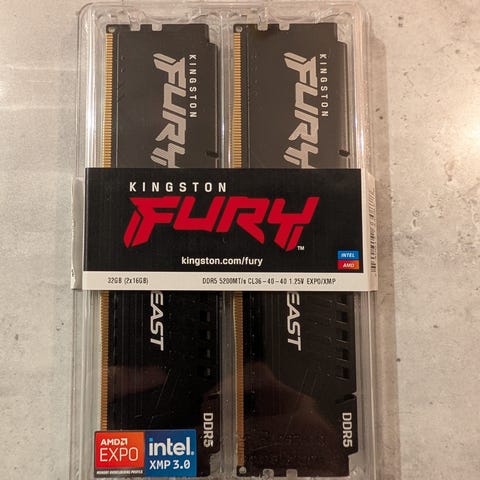 KINGSTON
FURY
KINGSTON
FURY
KINGSTON
FURY™
kingston.com/fury
INTEL
AMD
32GB (2x16GB)
DDR5 5200MT/s CL36-40-40 1.25V EXPO/XMP
EAST
EAST
DDR5
DDR5
AMD
EXPO
intel
XMP 3.0